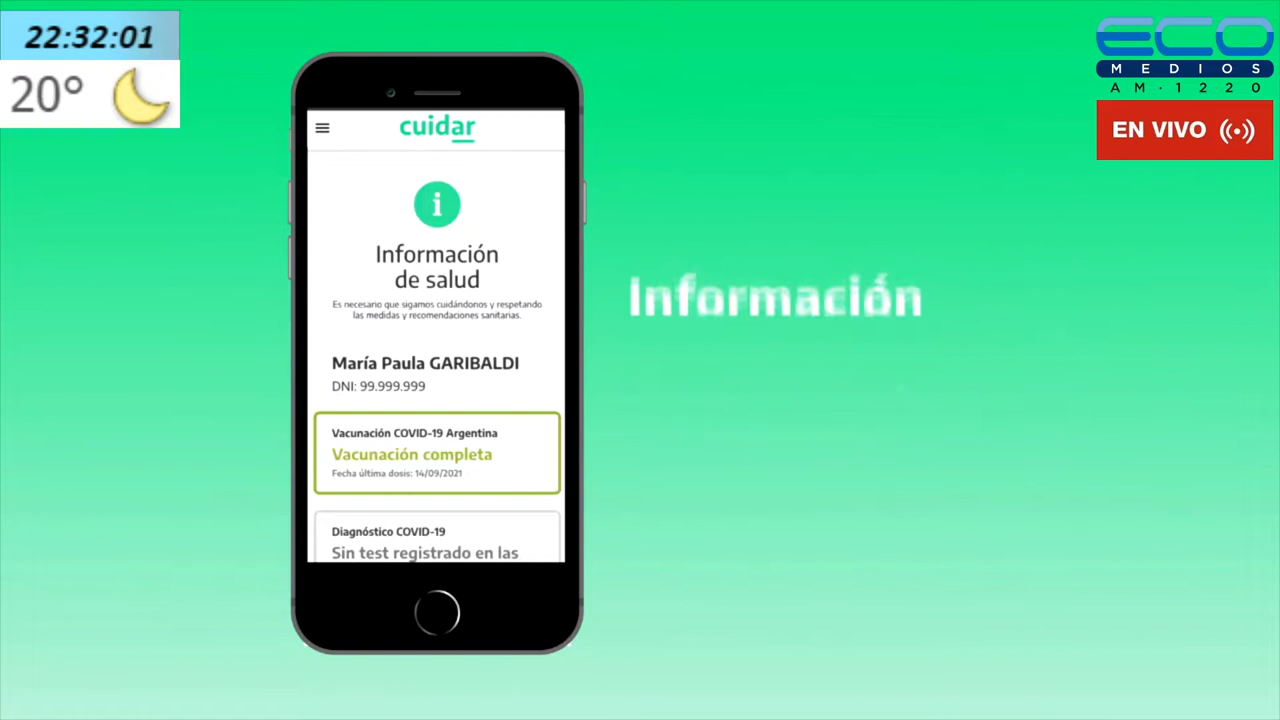 22:32:01
20°
ECO
MEDIOS
AM·1220
EN VIVO
cuidar
i
Información
de salud
Es necesario que sigamos cuidándonos y respetando
las medidas y recomendaciones sanitarias.
María Paula GARIBALDI
DNI: 99.999.999
Vacunación COVID-19 Argentina
Vacunación completa
Fecha última dosis: 14/09/2021
Diagnóstico COVID-19
Sin test registrado en las
Información